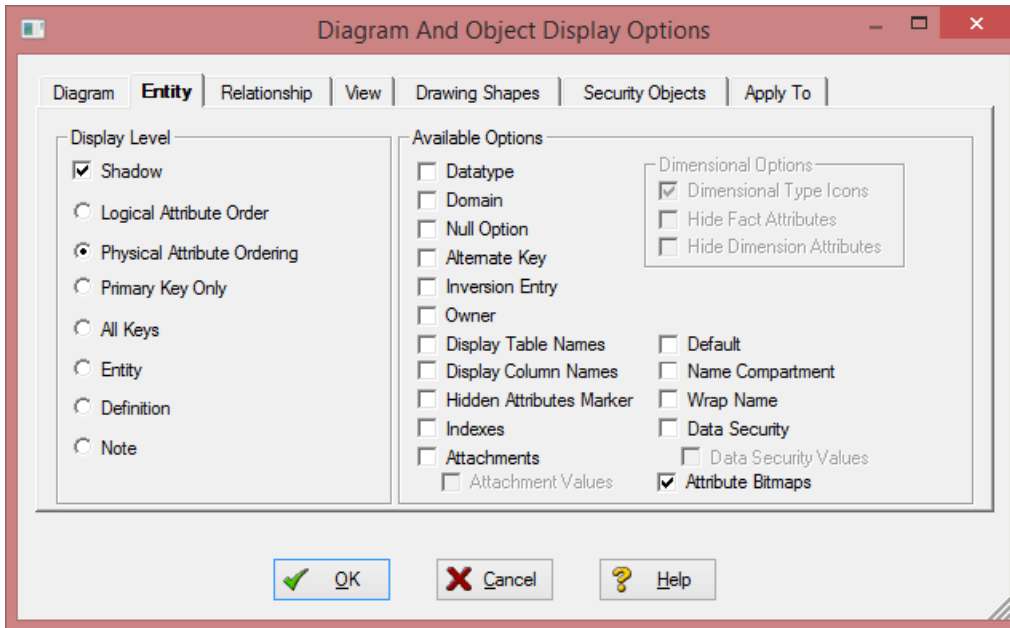 Diagram And Object Display Options
Diagram Entity Relationship View Drawing Shapes Security Objects Apply To
Display Level
Shadow
Logical Attribute Order
Physical Attribute Ordering
Primary Key Only
All Keys
Entity
Definition
Note
Available Options
Datatype
Domain
Null Option
Alternate Key
Inversion Entry
Owner
Display Table Names
Display Column Names
Hidden Attributes Marker
Indexes
Attachments
Attachment Values
Dimensional Options
Dimensional Type Icons
Hide Fact Attributes
Hide Dimension Attributes
Default
Name Compartment
Wrap Name
Data Security
Data Security Values
Attribute Bitmaps
OK Cancel Help